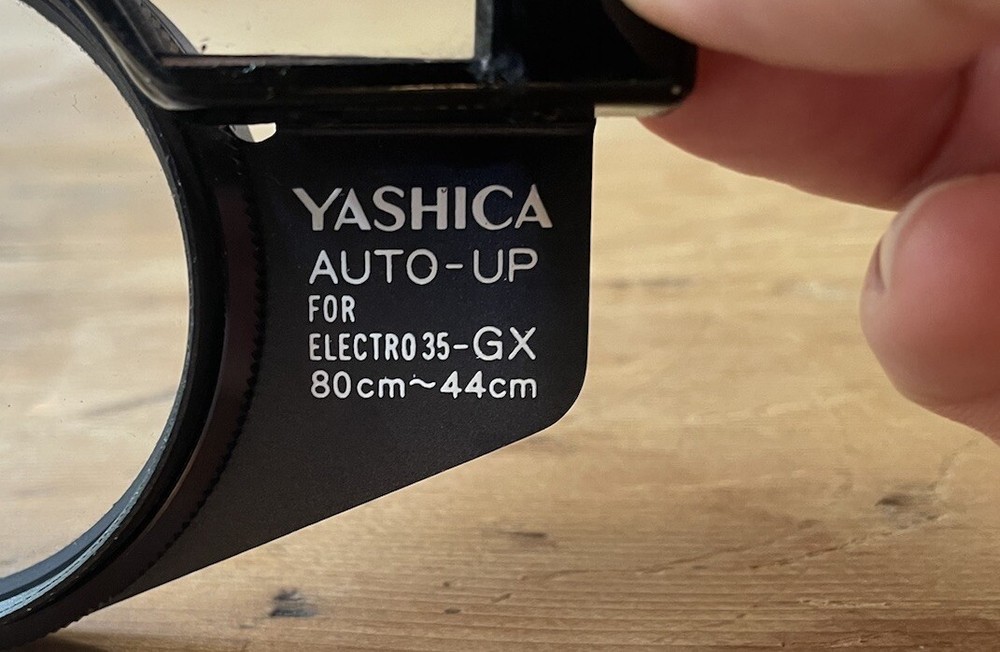 YASHICA
AUTO-UP
FOR
ELECTRO 35-GX
80cm~44cm